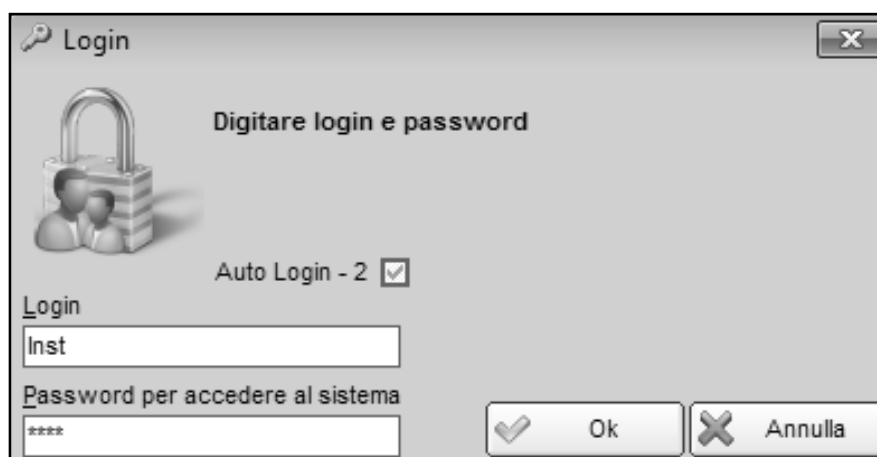 Login
Digitare login e password
Auto Login - 2
Login
Inst
Password per accedere al sistema
****
Ok
Annulla